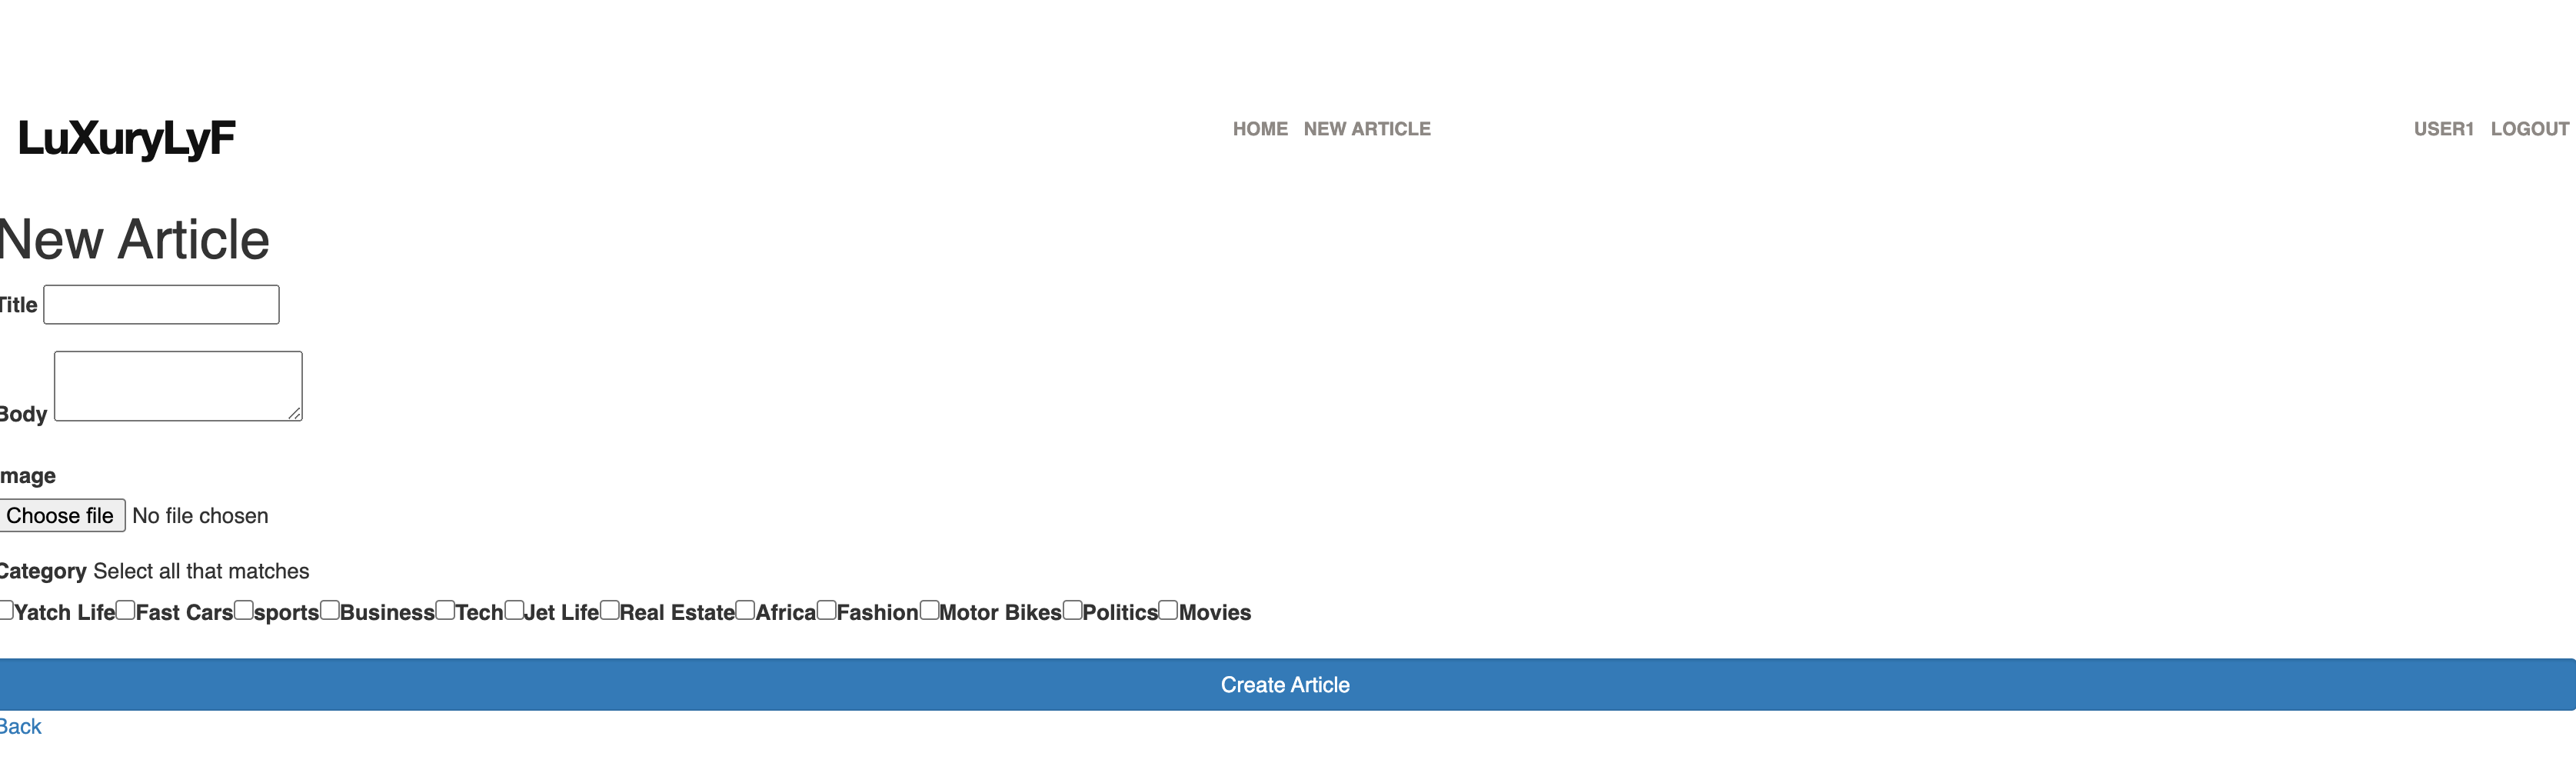 LuXuryLyF
HOME NEW ARTICLE
USER1 LOGOUT
New Article
Title
Body
Image
Choose file No file chosen
Category Select all that matches
Yatch Life Fast Cars sports Business Tech Jet Life Real Estate Africa Fashion Motor Bikes Politics Movies
Create Article
Back